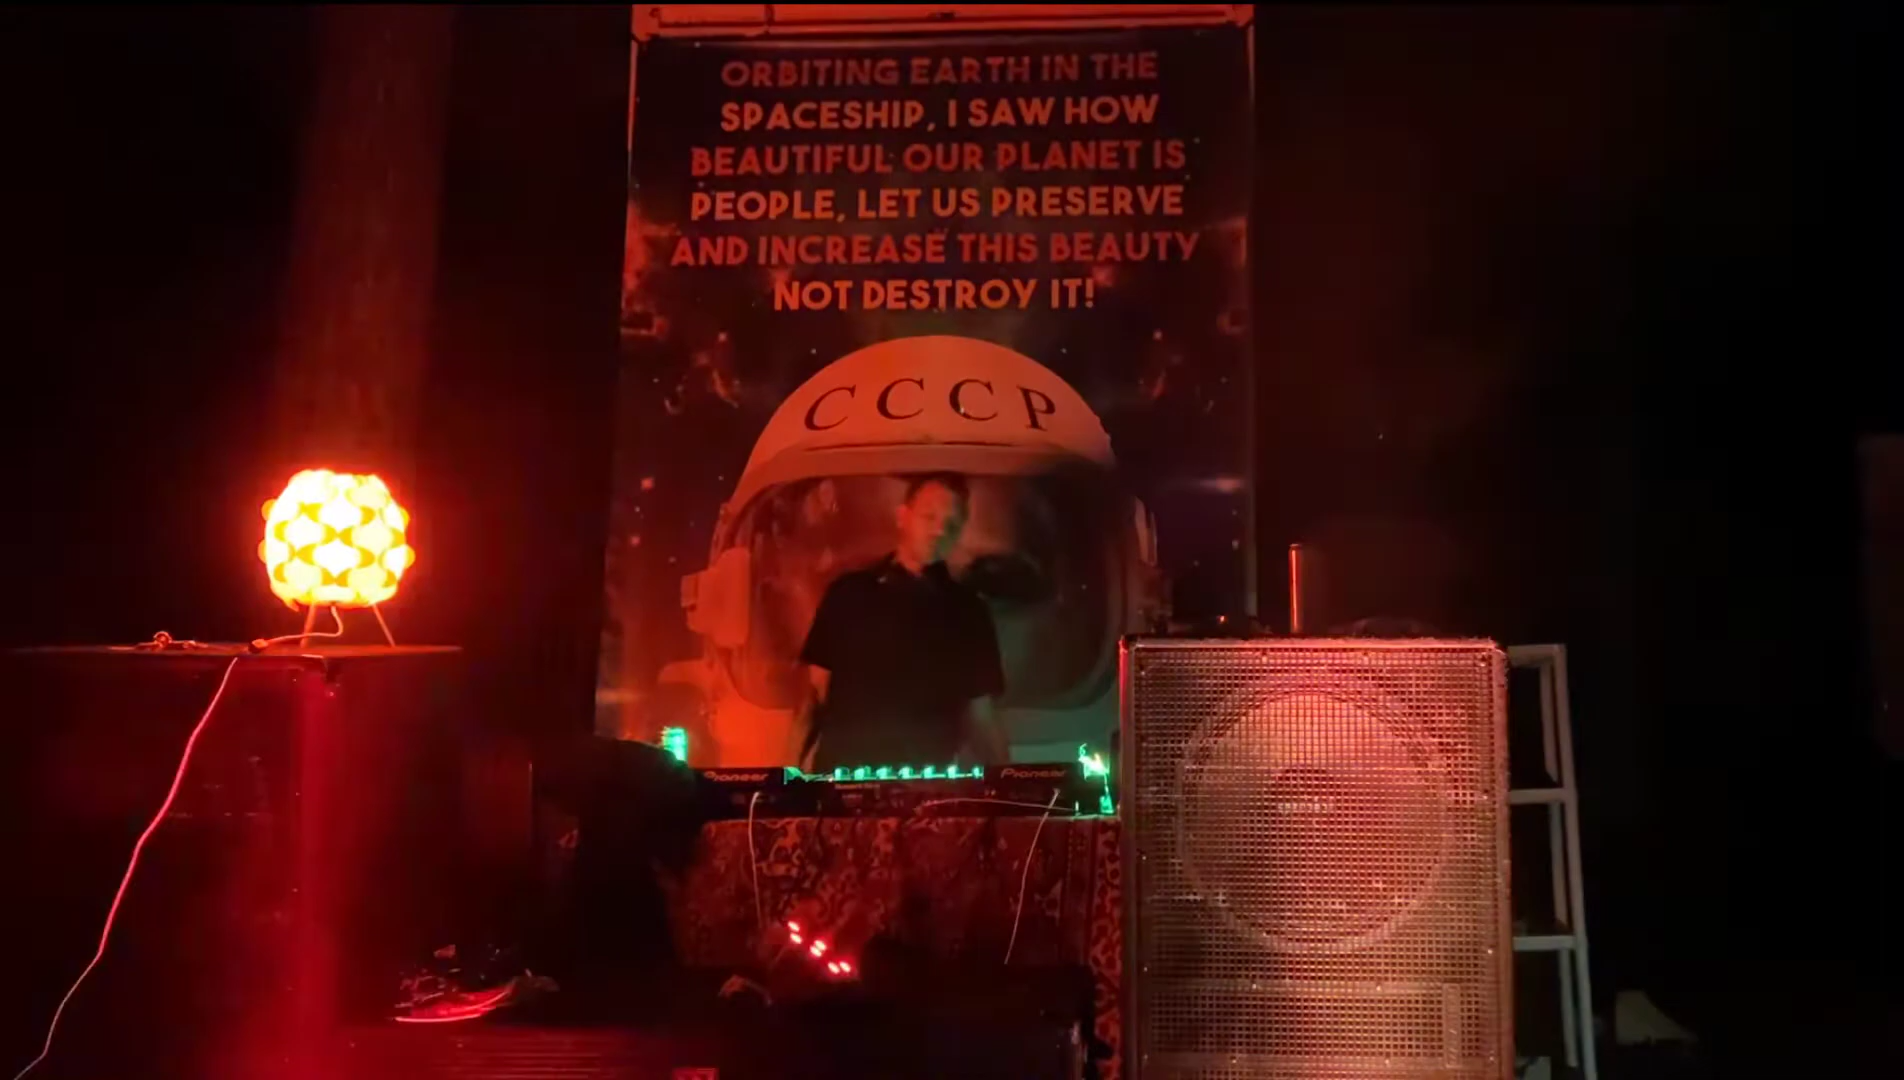 ORBITING EARTH IN THE
SPACESHIP, I SAW HOW
BEAUTIFUL OUR PLANET IS
PEOPLE, LET US PRESERVE
AND INCREASE THIS BEAUTY
NOT DESTROY IT!
СССР
Pioneer
Pioneer